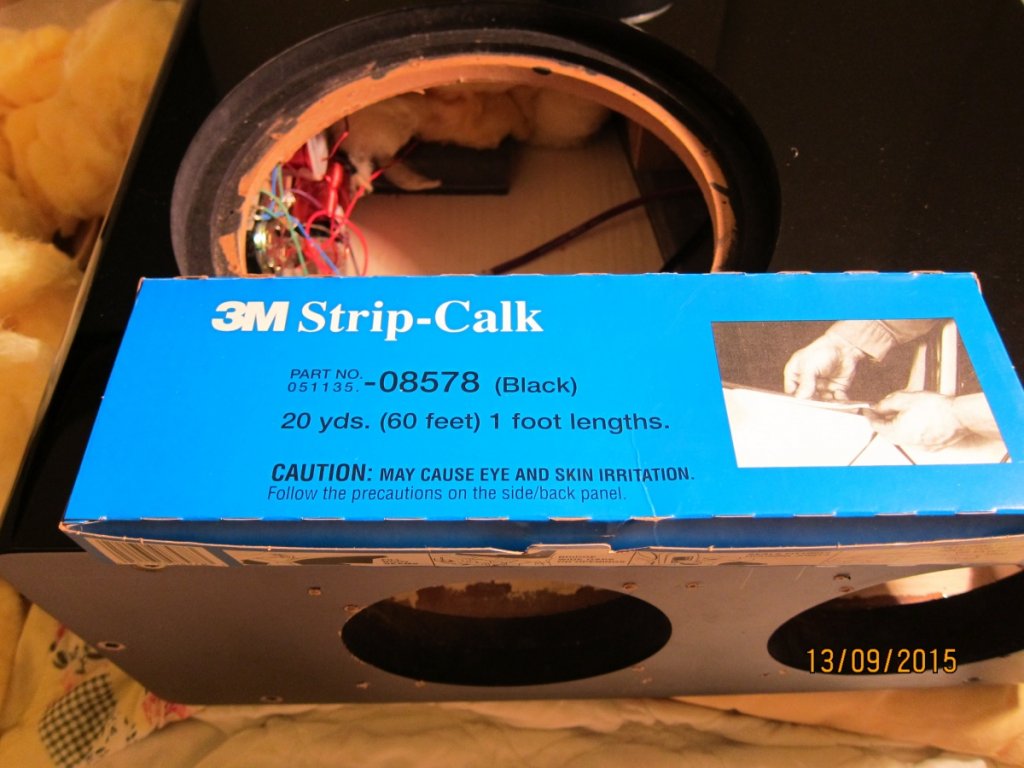 3M Strip-Calk
PART NO.
051135. -08578 (Black)
20 yds. (60 feet) 1 foot lengths.
CAUTION: MAY CAUSE EYE AND SKIN IRRITATION.
Follow the precautions on the side/back panel.
13/09/2015